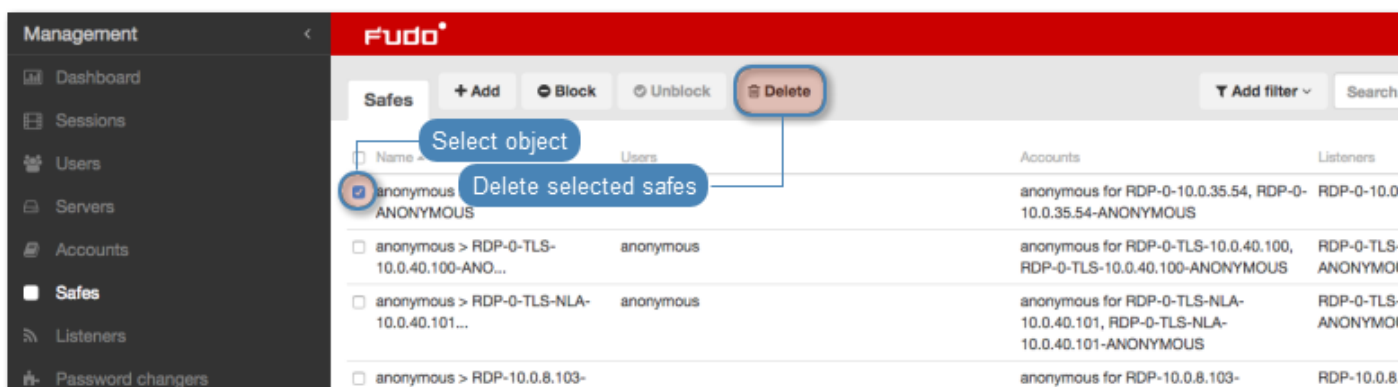 Management
FUDO
Dashboard
Sessions
Users
Servers
Accounts
Safes
Listeners
Password changers
Safes
+ Add
Block
Unblock
Delete
Add filter
Search
Select object
Delete selected safes
Name
Users
Accounts
Listeners
anonymous
ANONYMOUS
anonymous for RDP-0-10.0.35.54, RDP-0-
10.0.35.54-ANONYMOUS
RDP-0-10.0
anonymous > RDP-0-TLS-
10.0.40.100-ANO...
anonymous
anonymous for RDP-0-TLS-10.0.40.100,
RDP-0-TLS-10.0.40.100-ANONYMOUS
RDP-0-TLS-
ANONYMOU
anonymous > RDP-0-TLS-NLA-
10.0.40.101...
anonymous
anonymous for RDP-0-TLS-NLA-
10.0.40.101, RDP-0-TLS-NLA-
10.0.40.101-ANONYMOUS
RDP-0-TLS-
ANONYMOU
anonymous > RDP-10.0.8.103-
anonymous for RDP-10.0.8.103-
RDP-10.0.8